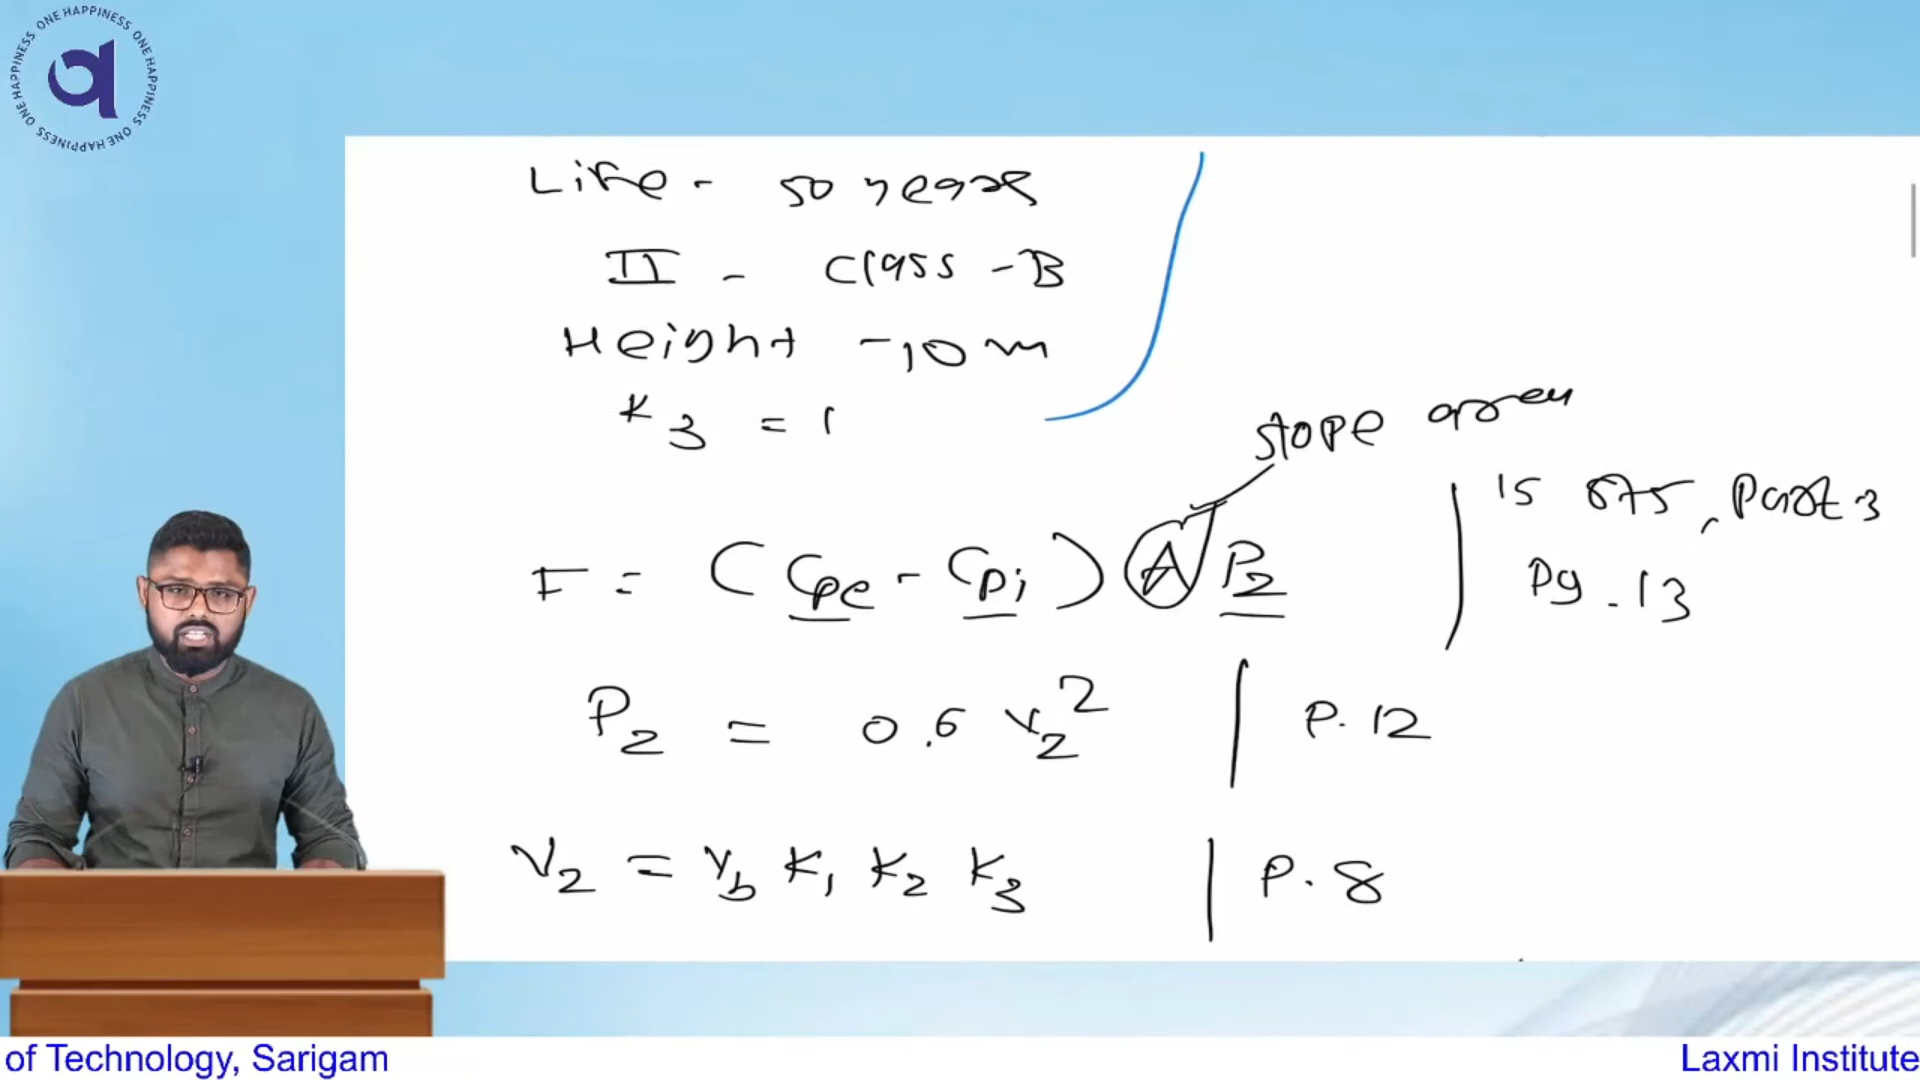 ONE HAPPINESS ONE HAPPINESS ONE HAPPINESS ONE HAPPINESS
Life - 50 years
II - Class - B
Height - 10 m
K3 = 1
slope area
IS 875, Part 3
Pg. 13
F = (Cpe - Cpi) A Pz
Pz = 0.6 Vz²
P. 12
Vz = Vb K1 K2 K3
P. 8
of Technology, Sarigam
Laxmi Institute